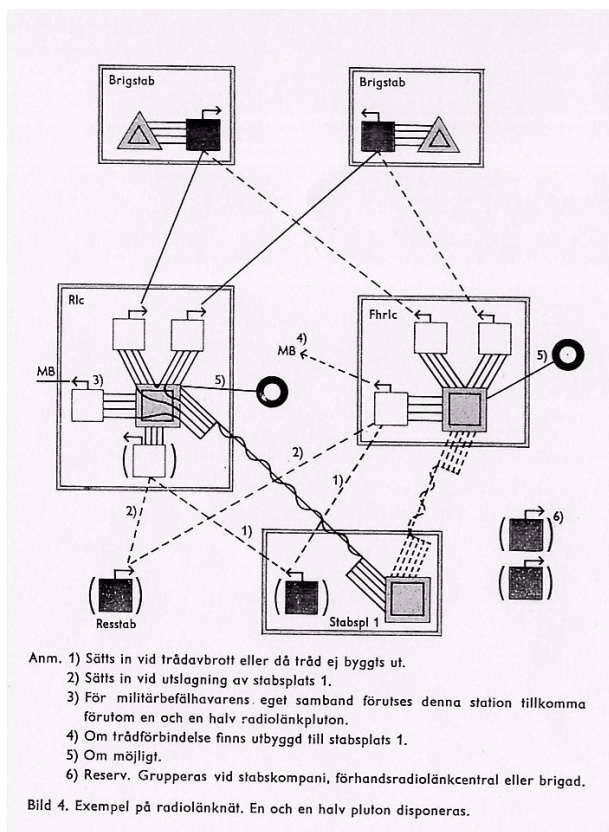 Brigstab
Brigstab
Rlc
Fhrlc
4)
MB
5)
MB
3)
5)
2)
1)
2)
1)
6)
Resstab
Stabspl 1
Anm. 1) Sätts in vid trådavbrott eller då tråd ej byggts ut.
2) Sätts in vid utslagning av stabsplats 1.
3) För militärbefälhavarens eget samband förutses denna station tillkomma
förutom en och en halv radiolänkpluton.
4) Om trådförbindelse finns utbyggd till stabsplats 1.
5) Om möjligt.
6) Reserv. Grupperas vid stabskompani, förhandsradiolänkcentral eller brigad.
Bild 4. Exempel på radiolänknät. En och en halv pluton disponeras.